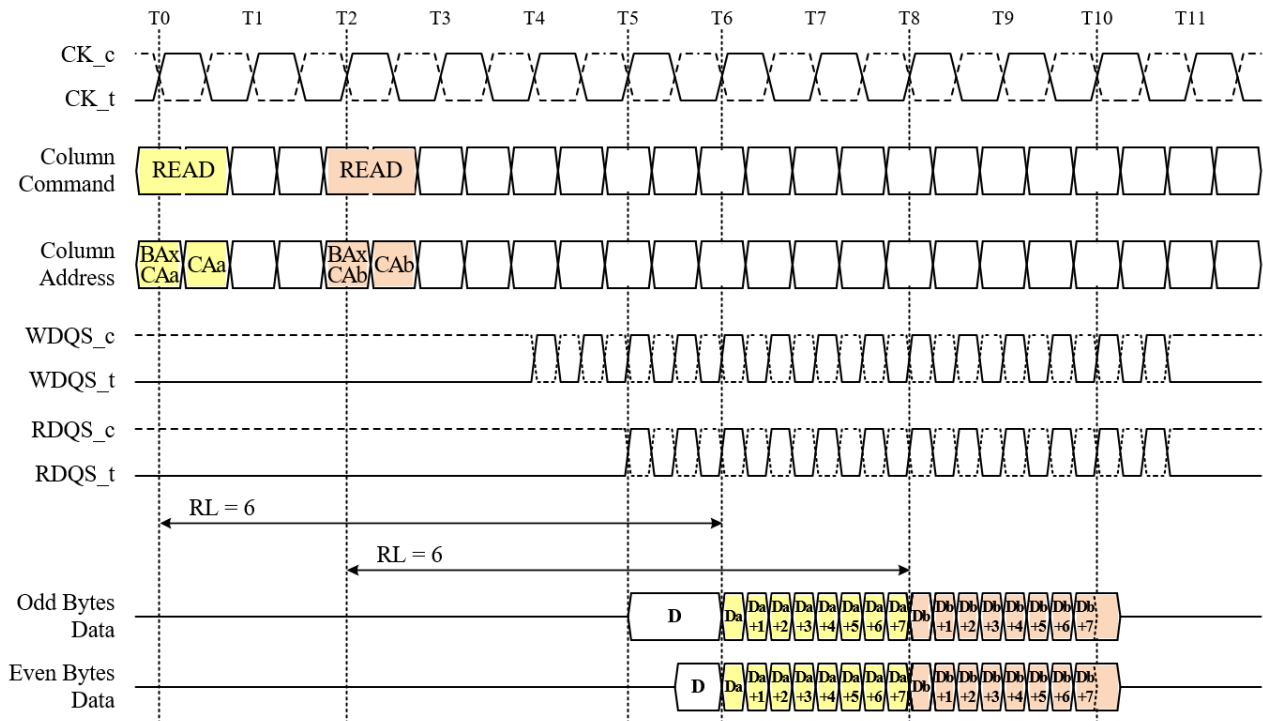 T0 T1 T2 T3 T4 T5 T6 T7 T8 T9 T10 T11
CK_c
CK_t
Column
Command
READ READ
Column
Address
BAx
CAa
CAa
BAx
CAb
CAb
WDQS_c
WDQS_t
RDQS_c
RDQS_t
RL = 6
RL = 6
Odd Bytes
Data
D Da Da Da Da Da Da Da Da Db Db Db Db Db Db Db Db
+1 +2 +3 +4 +5 +6 +7 +1 +2 +3 +4 +5 +6 +7
Even Bytes
Data
D Da Da Da Da Da Da Da Da Db Db Db Db Db Db Db Db
+1 +2 +3 +4 +5 +6 +7 +1 +2 +3 +4 +5 +6 +7